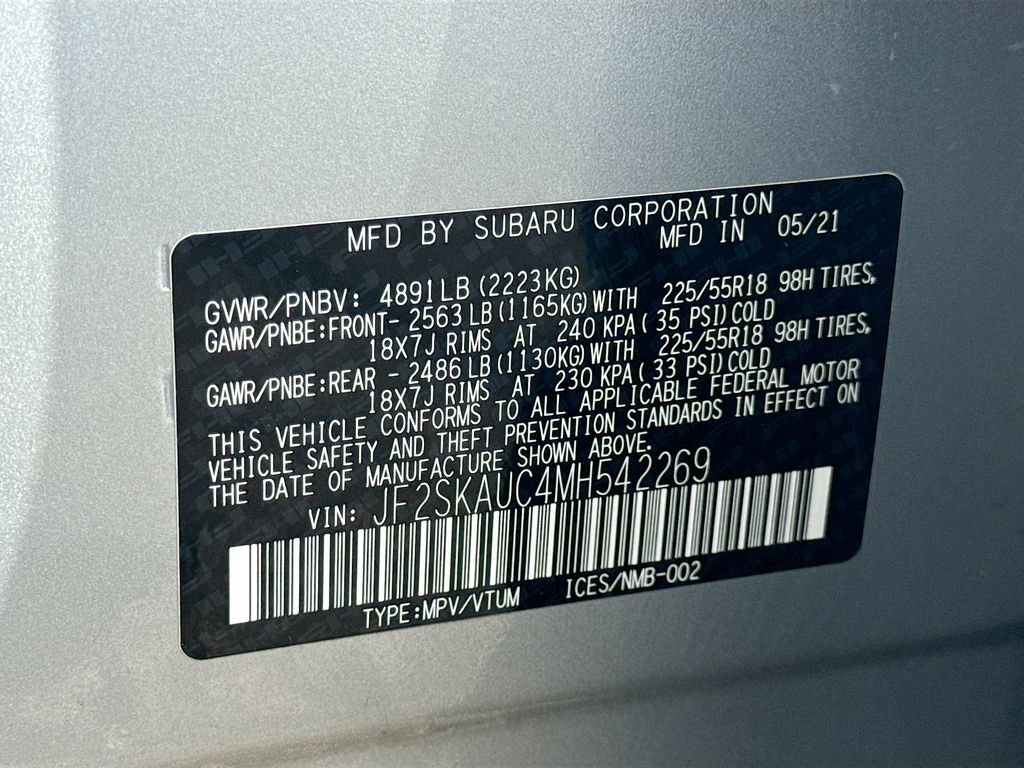 MFD BY SUBARU CORPORATION
MFD IN 05/21
GVWR/PNBV: 4891LB (2223KG)
GAWR/PNBE:FRONT- 2563 LB (1165KG) WITH 225/55R18 98H TIRES,
18X7J RIMS AT 240 KPA ( 35 PSI) COLD
GAWR/PNBE:REAR - 2486 LB (1130KG) WITH 225/55R18 98H TIRES,
18X7J RIMS AT 230 KPA ( 33 PSI) COLD
THIS VEHICLE CONFORMS TO ALL APPLICABLE FEDERAL MOTOR
VEHICLE SAFETY AND THEFT PREVENTION STANDARDS IN EFFECT ON
THE DATE OF MANUFACTURE SHOWN ABOVE.
VIN: JF2SKAUC4MH542269
TYPE:MPV/VTUM ICES/NMB-002